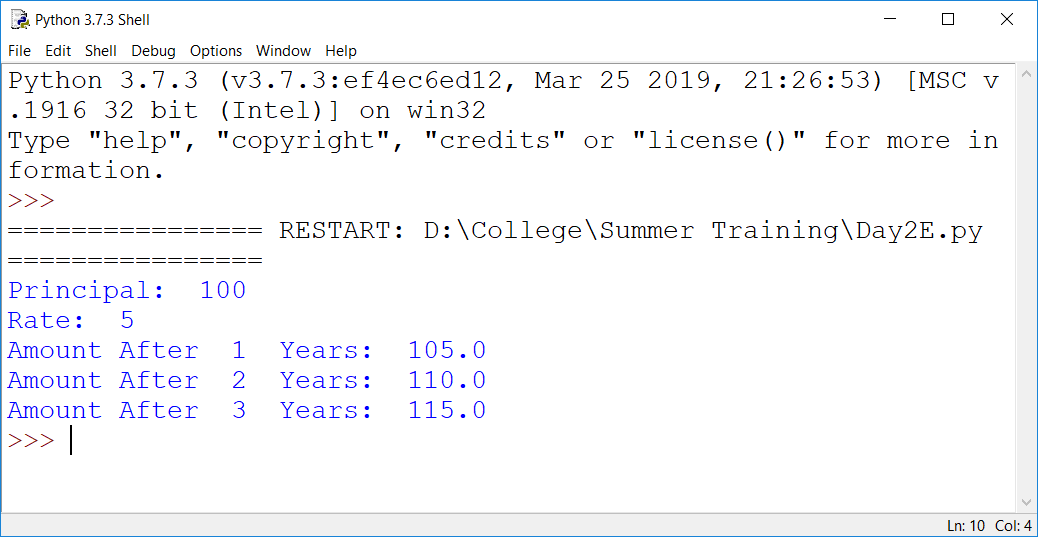 Python 3.7.3 Shell
File Edit Shell Debug Options Window Help
Python 3.7.3 (v3.7.3:ef4ec6ed12, Mar 25 2019, 21:26:53) [MSC v
.1916 32 bit (Intel)] on win32
Type "help", "copyright", "credits" or "license()" for more in
formation.
>>>
================ RESTART: D:\College\Summer Training\Day2E.py
================
Principal:  100
Rate:  5
Amount After  1  Years:  105.0
Amount After  2  Years:  110.0
Amount After  3  Years:  115.0
>>>
Ln: 10 Col: 4